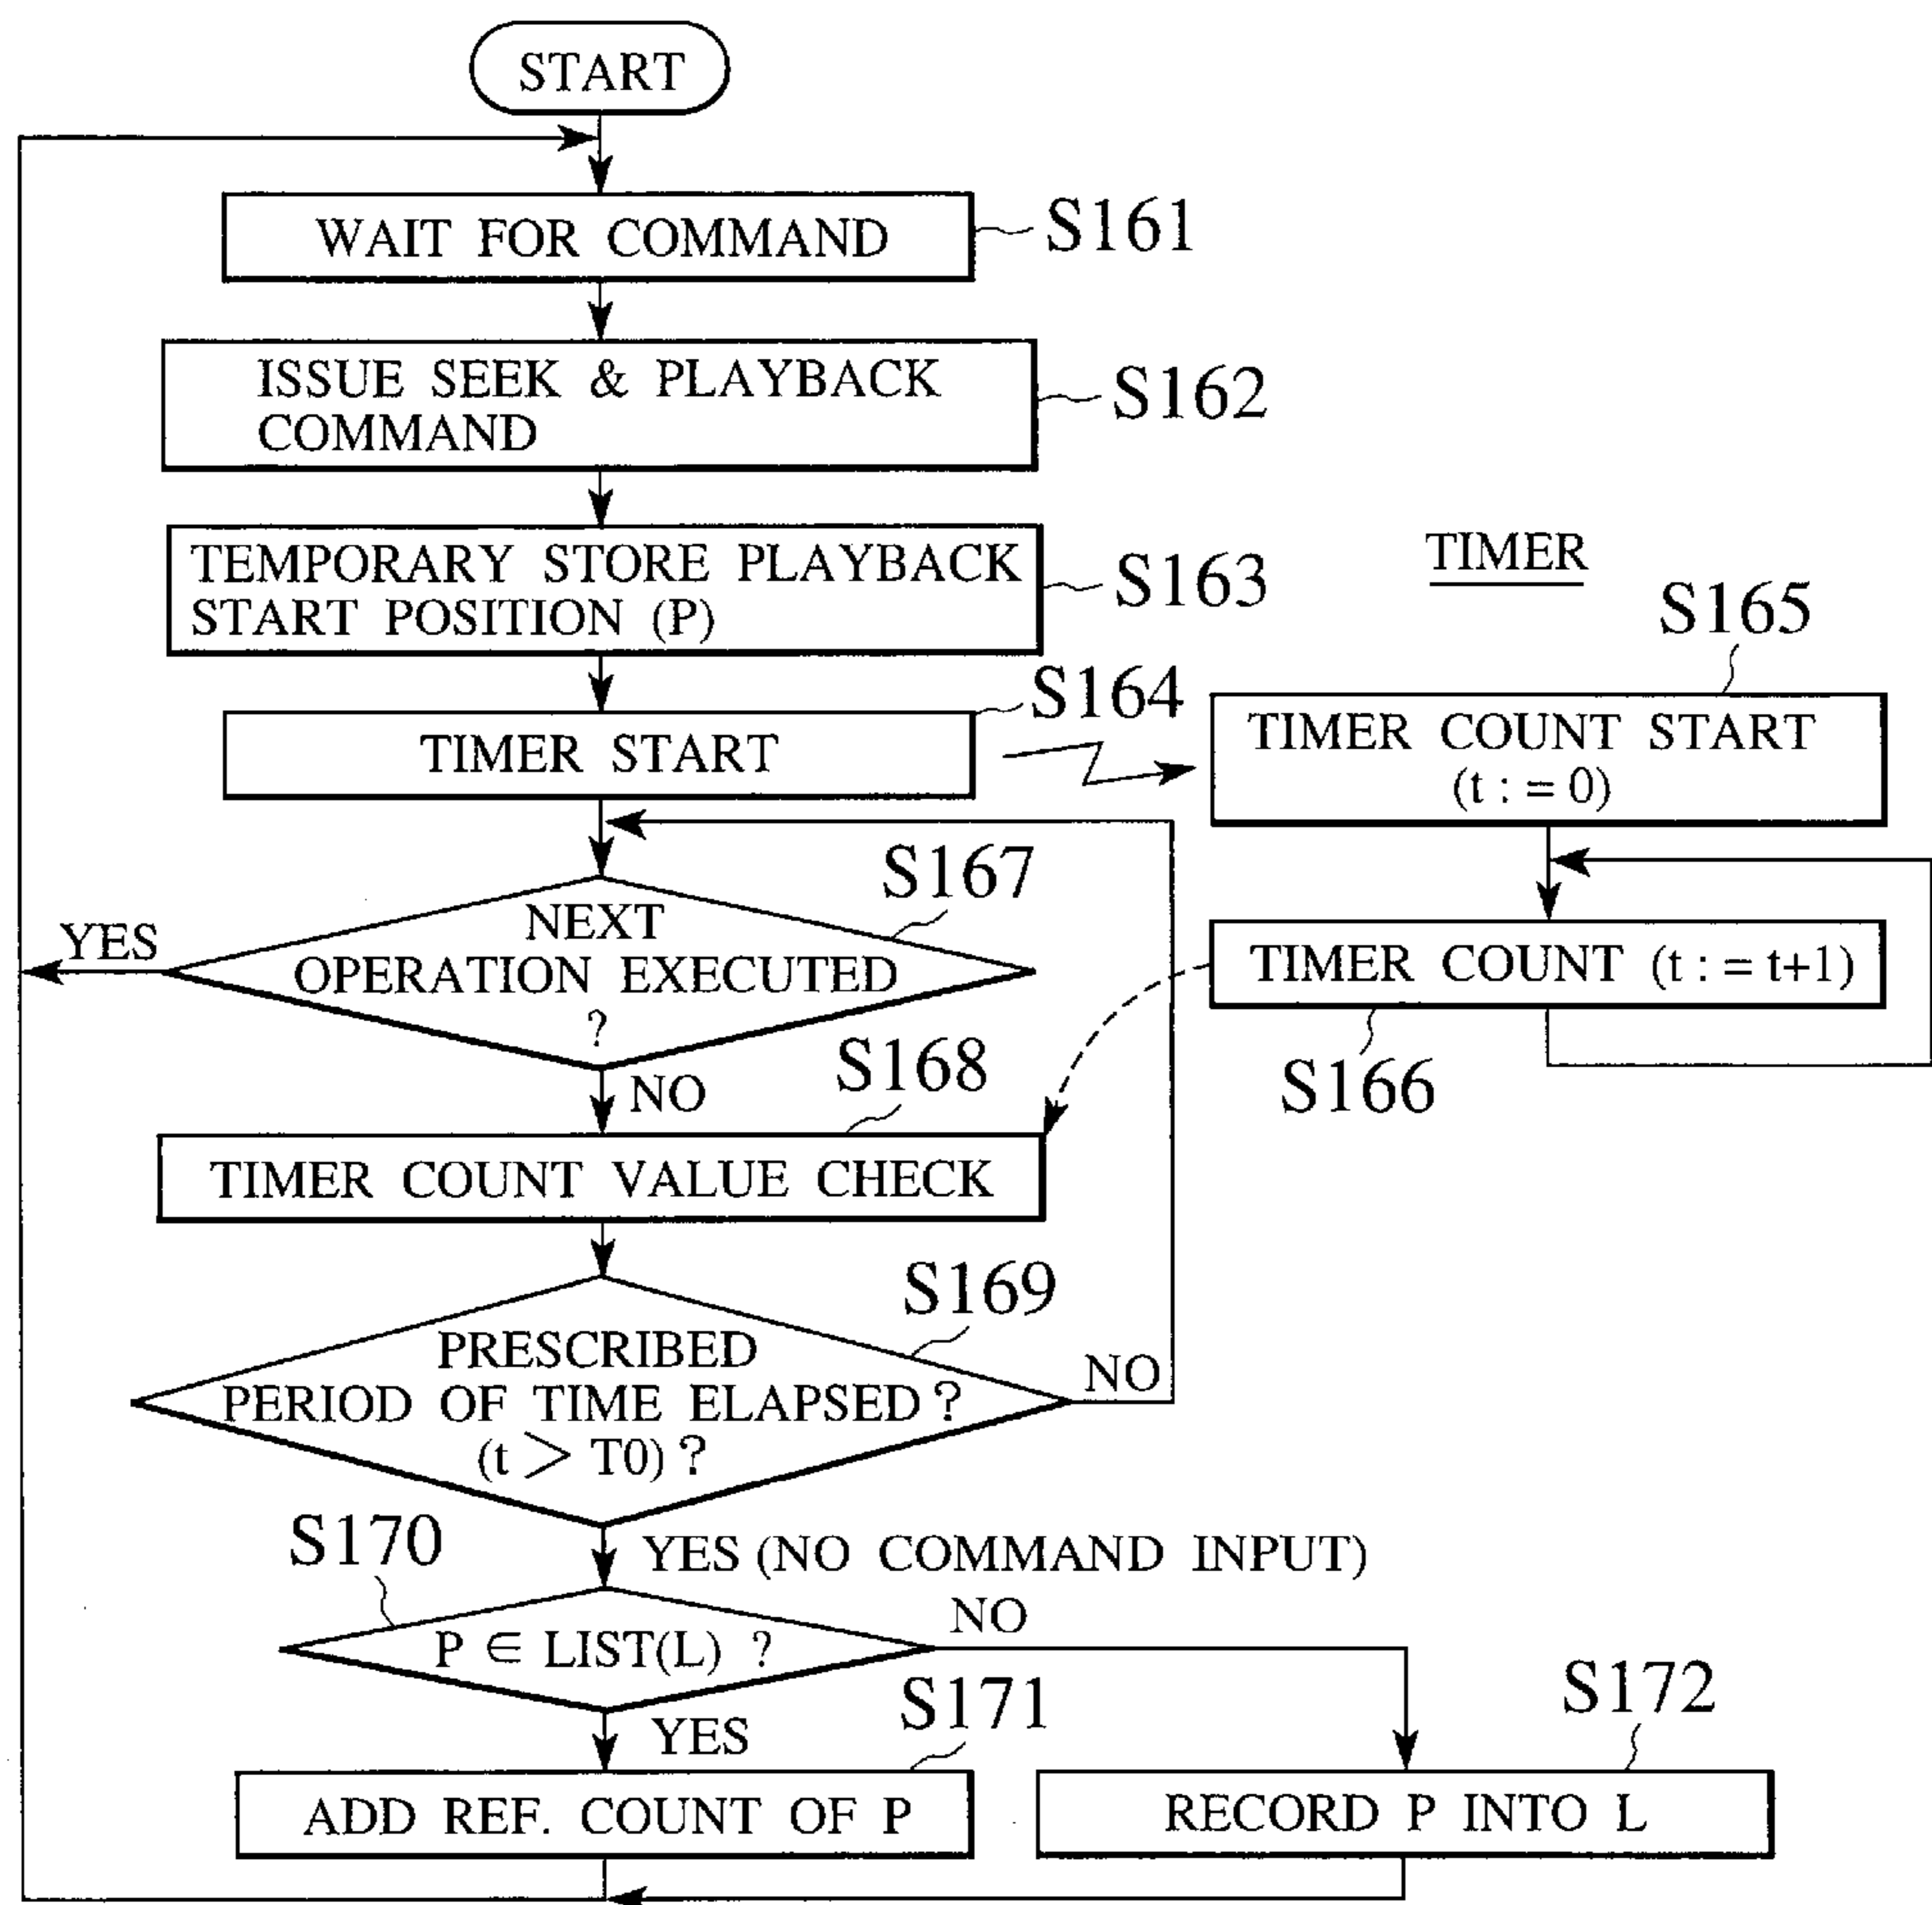 START
WAIT FOR COMMAND
S161
ISSUE SEEK & PLAYBACK
COMMAND
S162
TEMPORARY STORE PLAYBACK
START POSITION (P)
S163
TIMER START
S164
TIMER
S165
TIMER COUNT START
(t : = 0)
TIMER COUNT (t : = t+1)
S166
S167
NEXT
OPERATION EXECUTED
?
YES
NO
S168
TIMER COUNT VALUE CHECK
S169
PRESCRIBED
PERIOD OF TIME ELAPSED ?
(t > T0) ?
NO
YES (NO COMMAND INPUT)
S170
P ∈ LIST(L) ?
NO
YES
S171
ADD REF. COUNT OF P
S172
RECORD P INTO L